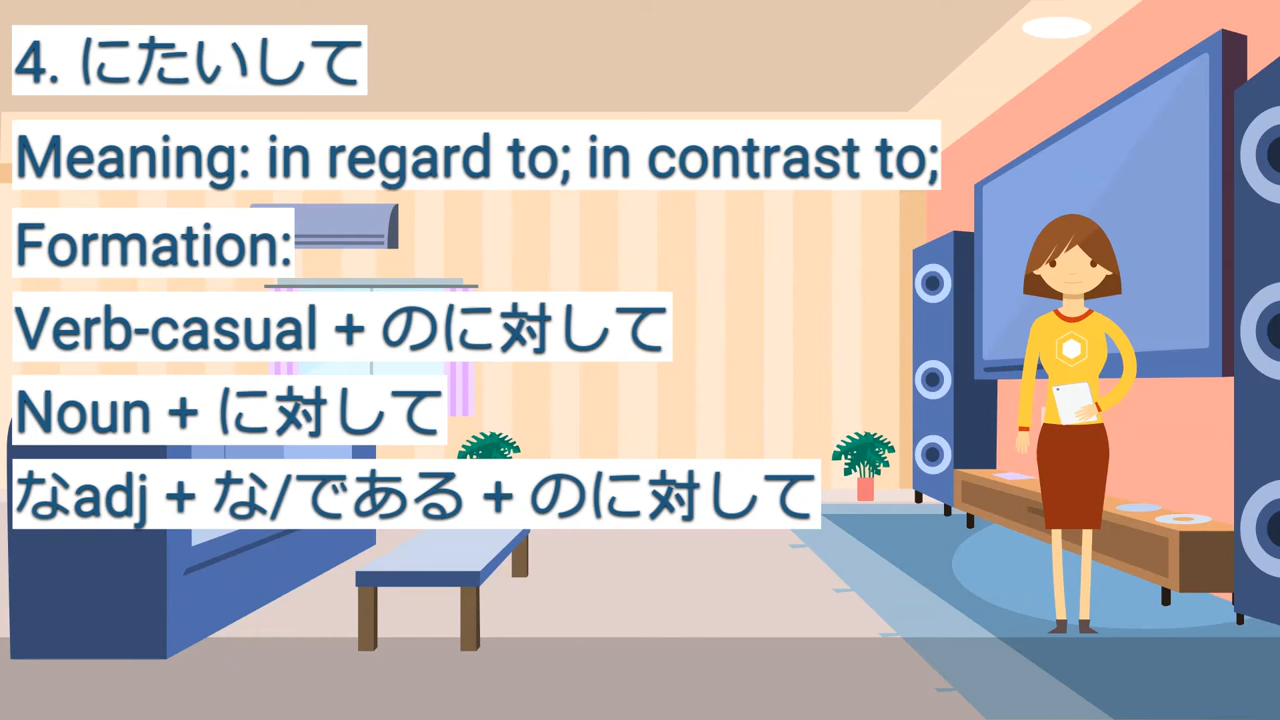 4. にたいして
Meaning: in regard to; in contrast to;
Formation:
Verb-casual + のに対して
Noun + に対して
なadj + な/である + のに対して